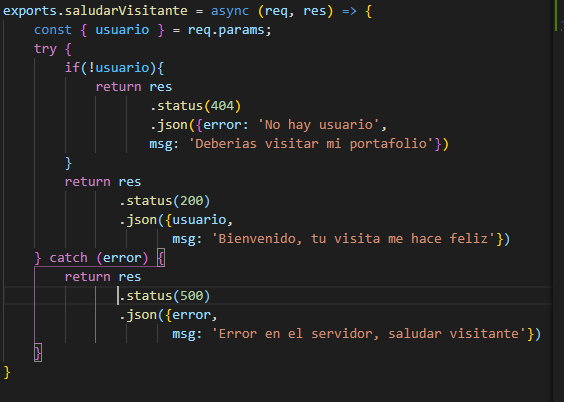 exports.saludarVisitante = async (req, res) => {
const { usuario } = req.params;
try {
if(!usuario){
return res
.status(404)
.json({error: 'No hay usuario',
msg: 'Deberias visitar mi portafolio'})
}
return res
.status(200)
.json({usuario,
msg: 'Bienvenido, tu visita me hace feliz'})
} catch (error) {
return res
.status(500)
.json({error,
msg: 'Error en el servidor, saludar visitante'})
}
}